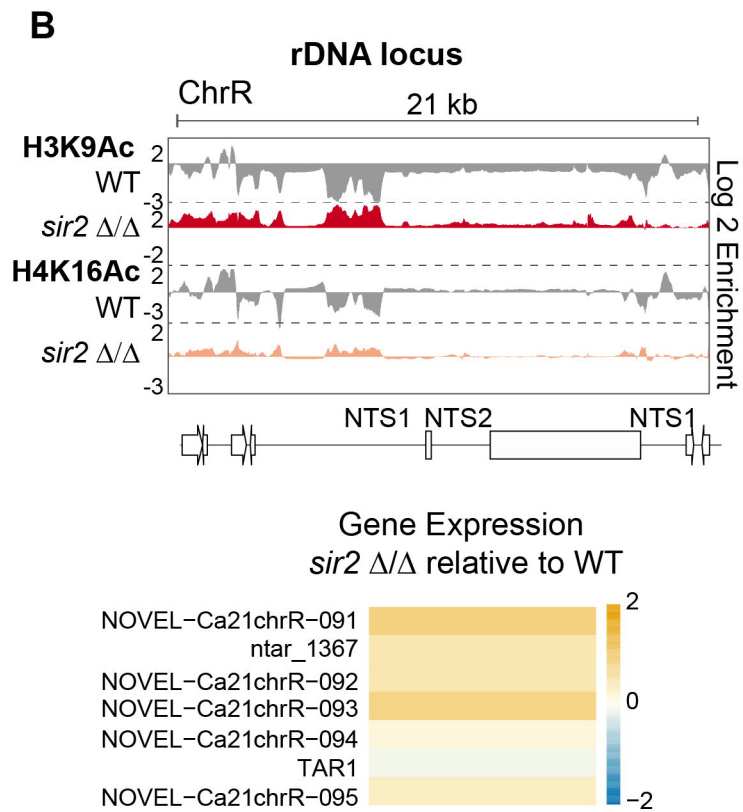 B
rDNA locus
ChrR
21 kb
H3K9Ac
2
WT
-3
sir2 Δ/Δ
2
-2
H4K16Ac
2
WT
-3
sir2 Δ/Δ
2
-3
Log 2 Enrichment
NTS1 NTS2 NTS1
Gene Expression
sir2 Δ/Δ relative to WT
NOVEL−Ca21chrR−091
ntar_1367
NOVEL−Ca21chrR−092
NOVEL−Ca21chrR−093
NOVEL−Ca21chrR−094
TAR1
NOVEL−Ca21chrR−095
2
0
−2